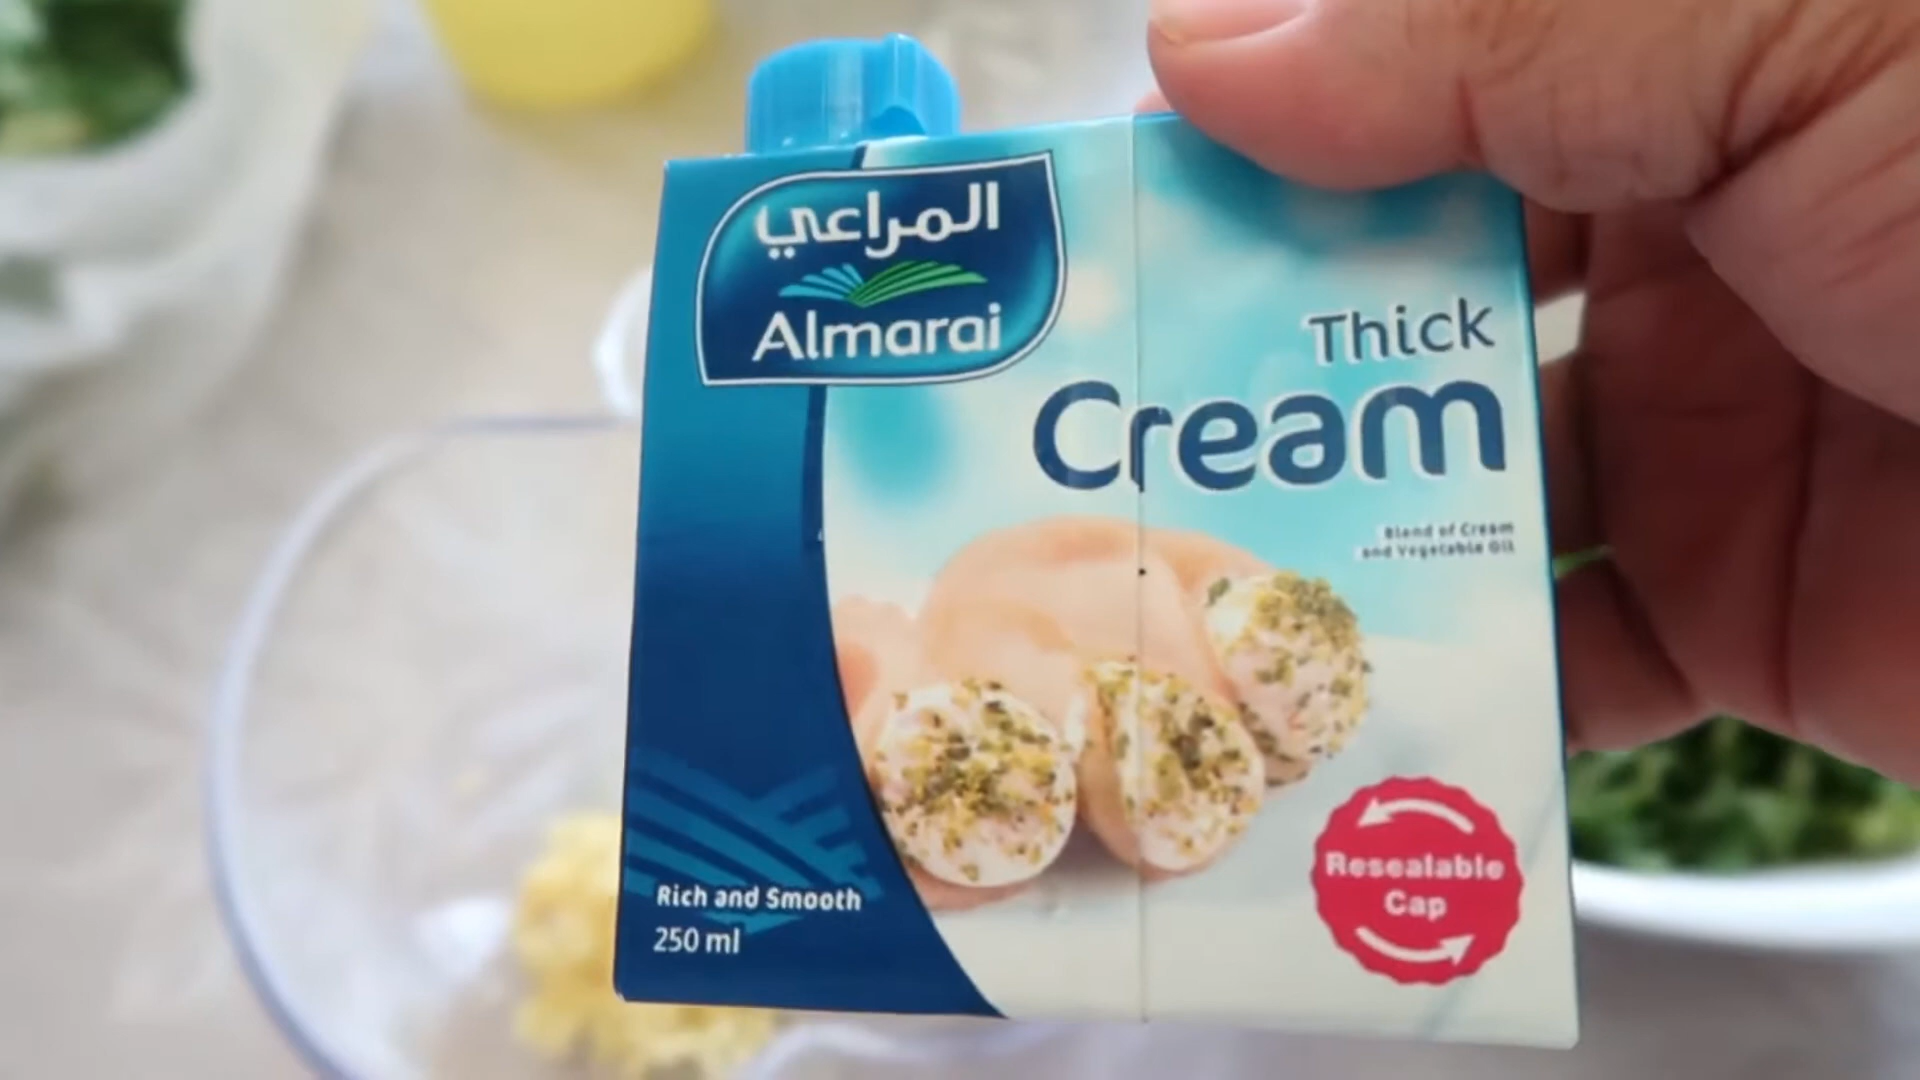 المراعي
Almarai
Thick
Cream
Blend of Cream
and Vegetable Oil
Rich and Smooth
250 ml
Resealable
Cap